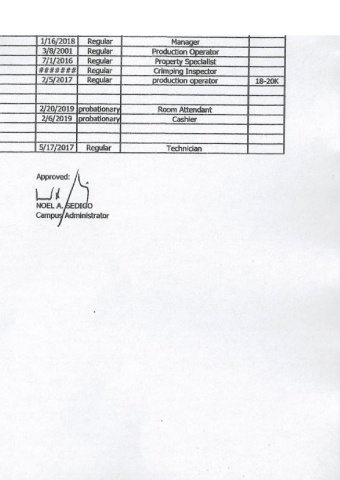 1/16/2018 Regular Manager
3/8/2001 Regular Production Operator
7/1/2016 Regular Property Specialist
####### Regular Crimping Inspector
2/5/2017 Regular production operator 18-20K
2/20/2019 probationary Room Attendant
2/6/2019 probationary Cashier
5/17/2017 Regular Technician
Approved:
NOEL A. SEDIGO
Campus Administrator